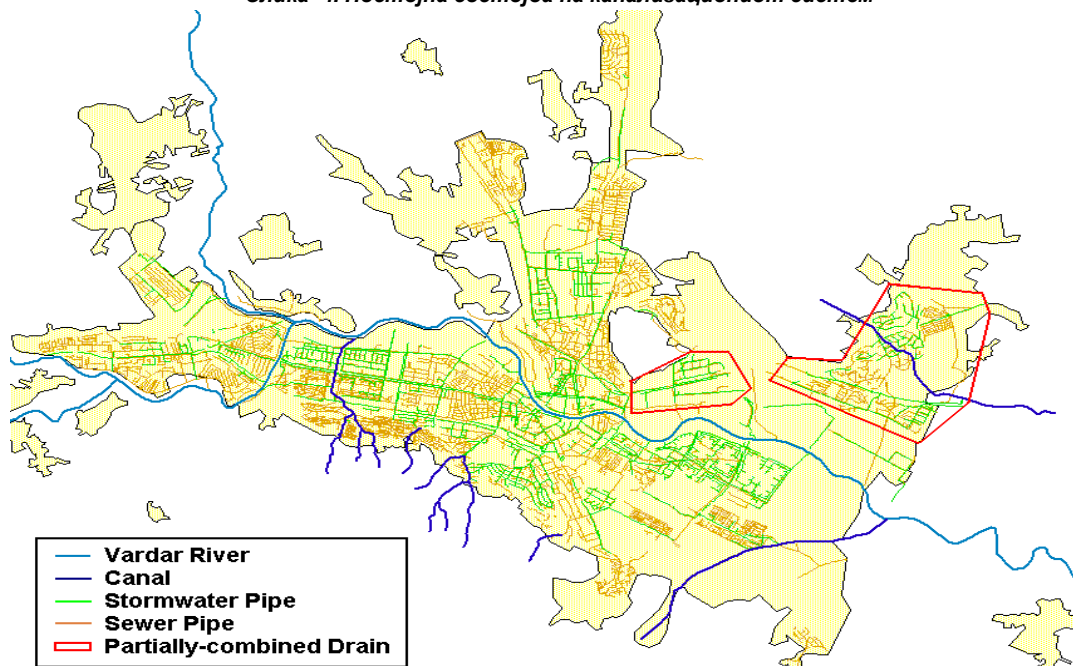 Vardar River
Canal
Stormwater Pipe
Sewer Pipe
Partially-combined Drain